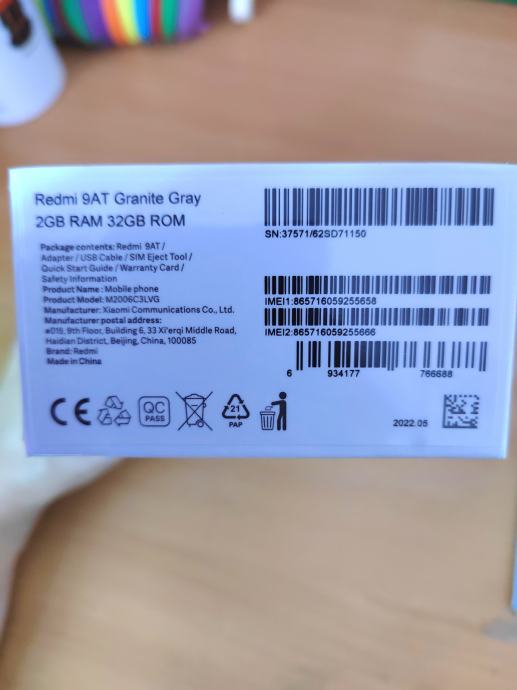 Redmi 9AT Granite Gray
2GB RAM 32GB ROM
Package contents: Redmi 9AT /
Adapter / USB Cable / SIM Eject Tool /
Quick Start Guide / Warranty Card /
Safety Information
Product Name: Mobile phone
Product Model: M2006C3LVG
Manufacturer: Xiaomi Communications Co., Ltd.
Manufacturer postal address:
#019, 9th Floor, Building 6, 33 Xi'erqi Middle Road,
Haidian District, Beijing, China, 100085
Brand: Redmi
Made in China
SN:37571/62SD71150
IMEI1:865716059255658
IMEI2:865716059255666
6 934177 766688
CE
QC
PASS
21
PAP
2022.05